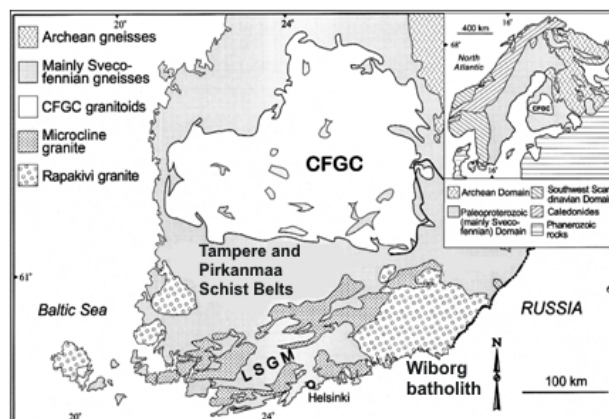 Archean gneisses
Mainly Sveco-
fennian gneisses
CFGC granitoids
Microcline
granite
Rapakivi granite
20°
24°
61°
CFGC
Tampere and
Pirkanmaa
Schist Belts
Baltic Sea
LSGM
Helsinki
Wiborg
batholith
RUSSIA
N
100 km
20°
24°
400 km
16°
68°
68°
North
Atlantic
CFGC
16°
Archean Domain
Paleoproterozoic
(mainly Sveco-
fennian) Domain
Southwest Scan
dinavian Domain
Caledonides
Phanerozoic
rocks